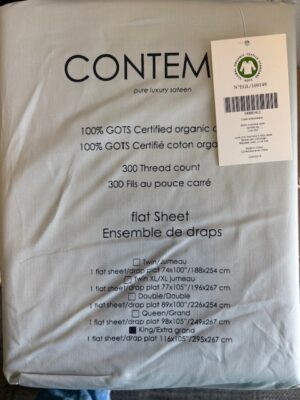 CONTEM
pure luxury sateen
100% GOTS Certified organic
100% GOTS Certifié coton organ
300 Thread count
300 Fils au pouce carré
flat Sheet
Ensemble de draps
Twin/Jumeau
1 flat sheet/drap plat 74x100"/188x254 cm
Twin XL/XL jumeau
1 flat sheet/drap plat 77x105"/196x267 cm
Double/Double
1 flat sheet/drap plat 89x100"/226x254 cm
Queen/Grand
1 flat sheet/drap plat 98x105"/249x267 cm
King/Extra grand
1 flat sheet/drap plat 116x105"/295x267 cm